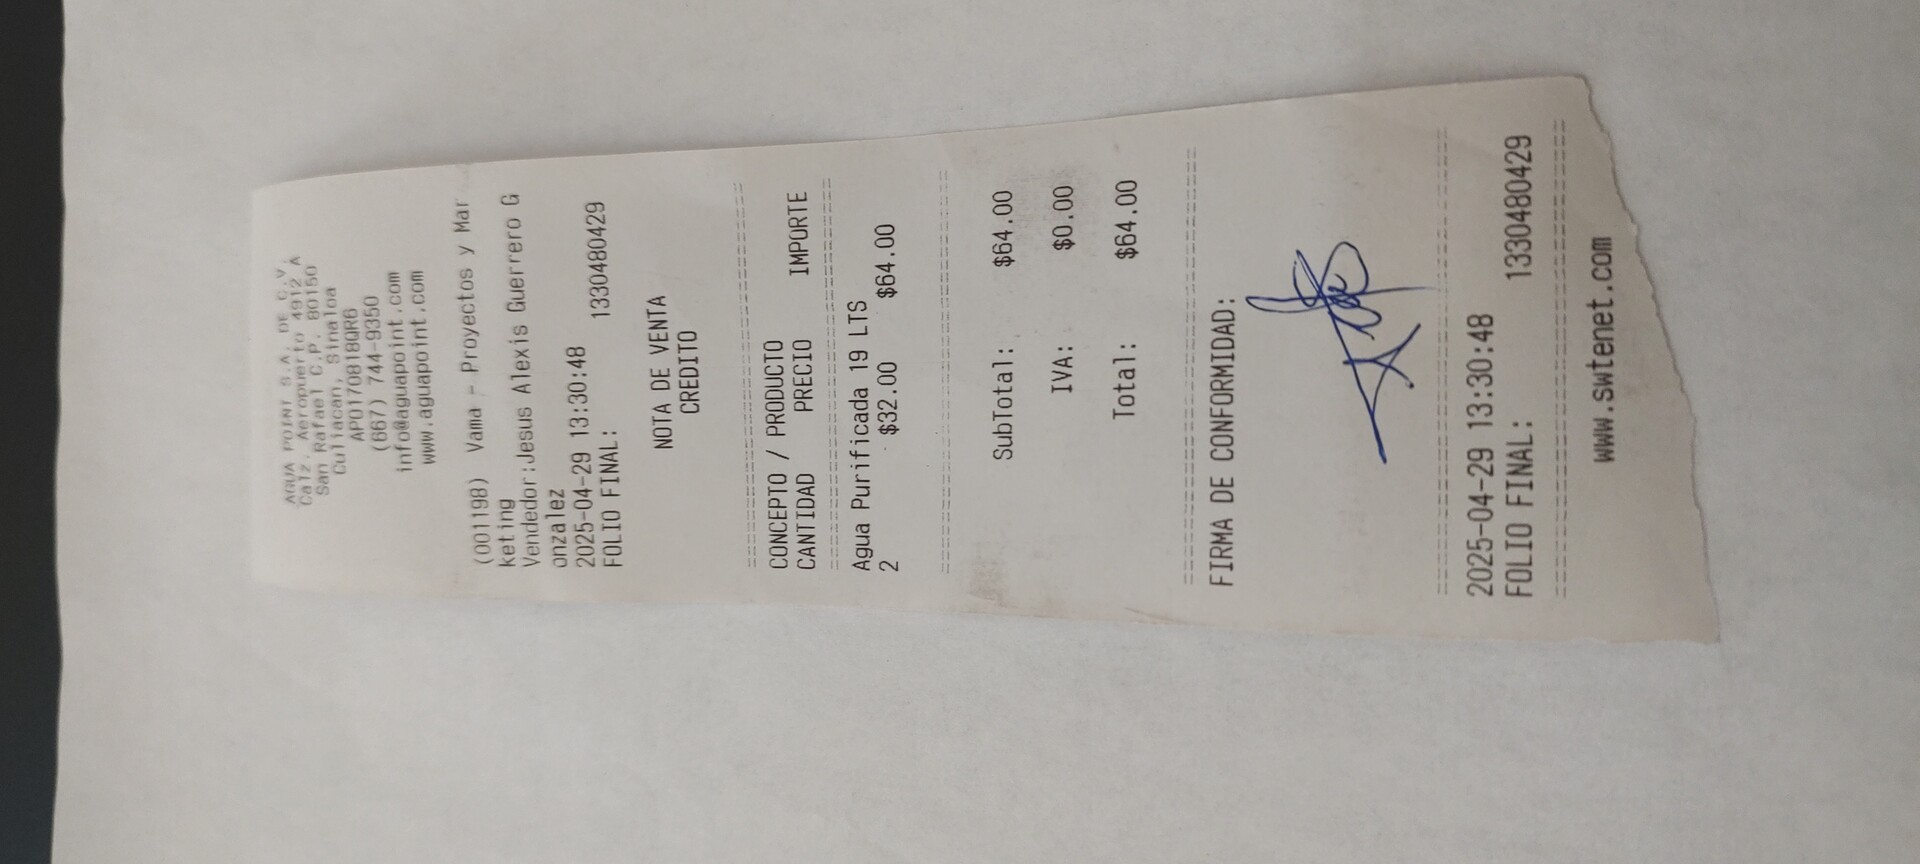 AGUA POINT S.A. DE C.V.
Calz. Aeropuerto 4912 A
San Rafael C.P. 80150
Culiacan, Sinaloa
APO170818QR6
(667) 744-9350
info@aguapoint.com
www.aguapoint.com
(001198) Vama - Proyectos y Mar
keting
Vendedor:Jesus Alexis Guerrero G
onzalez
2025-04-29 13:30:48
FOLIO FINAL: 1330480429
NOTA DE VENTA
CREDITO
CONCEPTO / PRODUCTO
CANTIDAD PRECIO IMPORTE
Agua Purificada 19 LTS
2 $32.00 $64.00
SubTotal: $64.00
IVA: $0.00
Total: $64.00
FIRMA DE CONFORMIDAD:
2025-04-29 13:30:48
FOLIO FINAL: 1330480429
www.swtenet.com